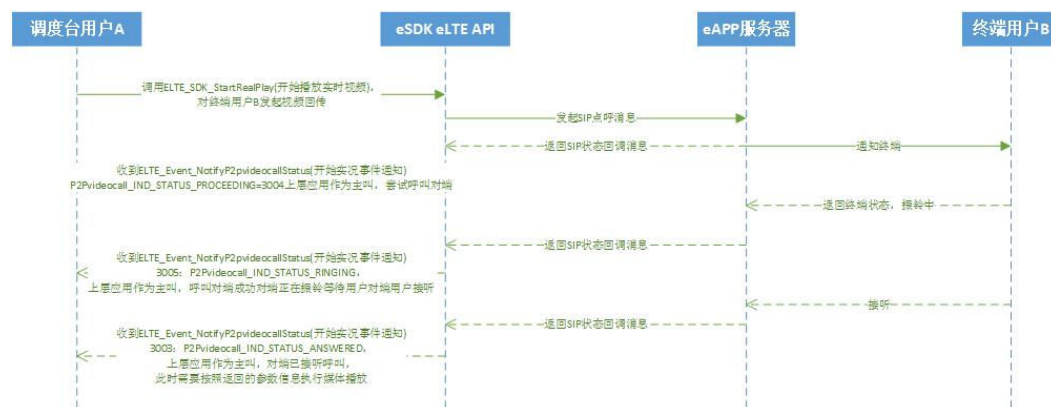 调度台用户A
eSDK eLTE API
eAPP服务器
终端用户B
调用ELTE_SDK_StartRealPlay(开始播放实时视频)，
对终端用户B发起视频回传
发起SIP点呼消息
返回SIP状态回调消息
通知终端
收到ELTE_Event_NotifyP2pvideocallStatus(开始实况事件通知)
P2Pvideocall_IND_STATUS_PROCEEDING=3004上层应用作为主叫，尝试呼叫对端
返回终端状态，振铃中
返回SIP状态回调消息
收到ELTE_Event_NotifyP2pvideocallStatus(开始实况事件通知)
3005：P2Pvideocall_IND_STATUS_RINGING，
上层应用作为主叫，呼叫对端成功对端正在振铃等待用户对端用户接听
接听
返回SIP状态回调消息
收到ELTE_Event_NotifyP2pvideocallStatus(开始实况事件通知)
3003：P2Pvideocall_IND_STATUS_ANSWERED，
上层应用作为主叫，对端已接听呼叫，
此时需要按照返回的参数信息执行媒体播放